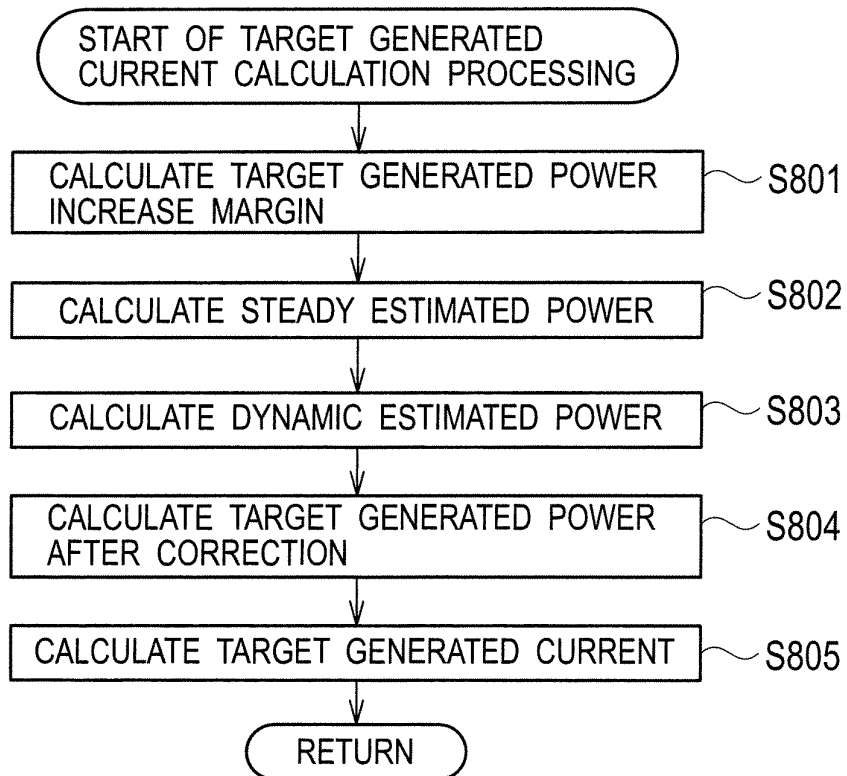 START OF TARGET GENERATED
CURRENT CALCULATION PROCESSING
CALCULATE TARGET GENERATED POWER
INCREASE MARGIN
S801
CALCULATE STEADY ESTIMATED POWER
S802
CALCULATE DYNAMIC ESTIMATED POWER
S803
CALCULATE TARGET GENERATED POWER
AFTER CORRECTION
S804
CALCULATE TARGET GENERATED CURRENT
S805
RETURN